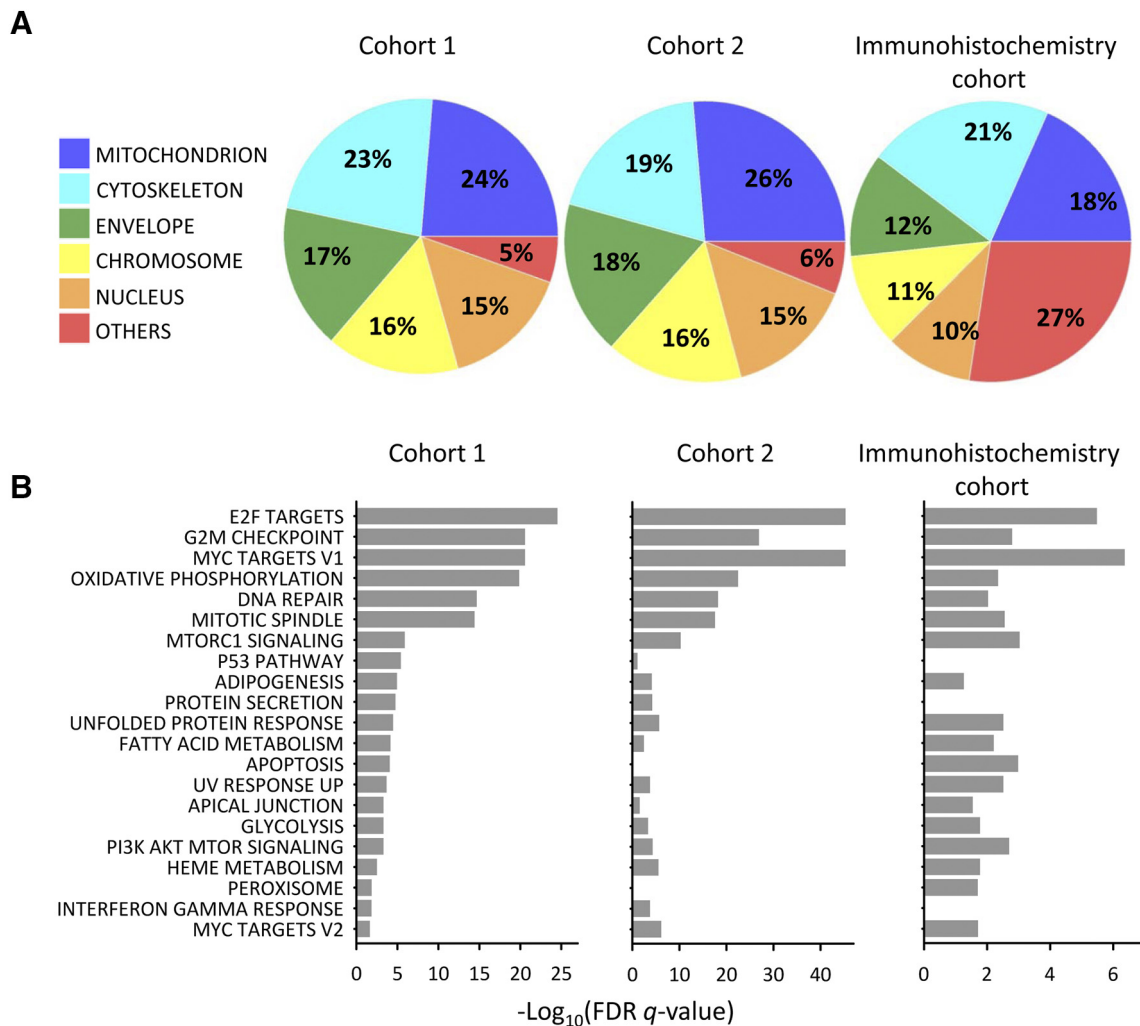 A
Cohort 1
Cohort 2
Immunohistochemistry
cohort
MITOCHONDRION
CYTOSKELETON
ENVELOPE
CHROMOSOME
NUCLEUS
OTHERS
23%
24%
17%
5%
16%
15%
19%
26%
18%
6%
16%
15%
21%
18%
12%
11%
10%
27%
B
Cohort 1
Cohort 2
Immunohistochemistry
cohort
E2F TARGETS
G2M CHECKPOINT
MYC TARGETS V1
OXIDATIVE PHOSPHORYLATION
DNA REPAIR
MITOTIC SPINDLE
MTORC1 SIGNALING
P53 PATHWAY
ADIPOGENESIS
PROTEIN SECRETION
UNFOLDED PROTEIN RESPONSE
FATTY ACID METABOLISM
APOPTOSIS
UV RESPONSE UP
APICAL JUNCTION
GLYCOLYSIS
PI3K AKT MTOR SIGNALING
HEME METABOLISM
PEROXISOME
INTERFERON GAMMA RESPONSE
MYC TARGETS V2
0 5 10 15 20 25
0 10 20 30 40
0 2 4 6
-Log10(FDR q-value)